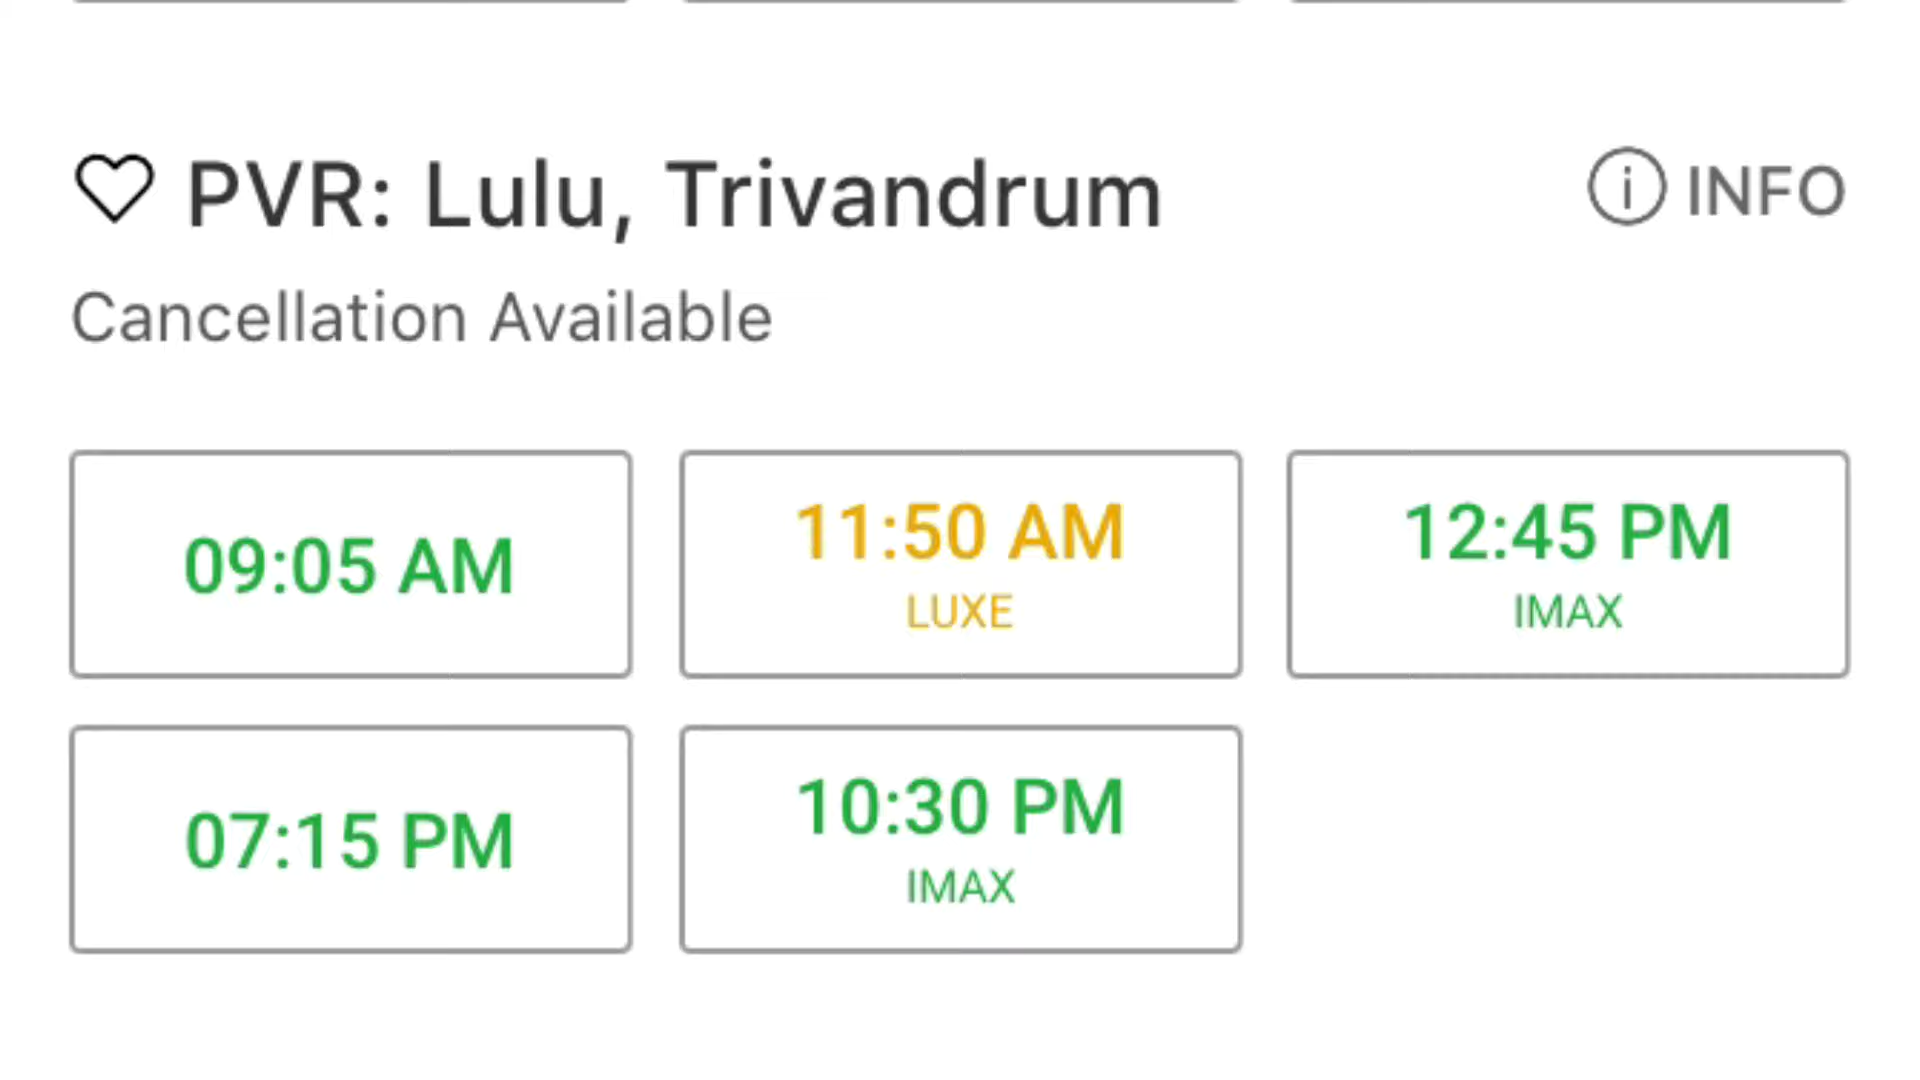 PVR: Lulu, Trivandrum
INFO
Cancellation Available
09:05 AM
11:50 AM
LUXE
12:45 PM
IMAX
07:15 PM
10:30 PM
IMAX